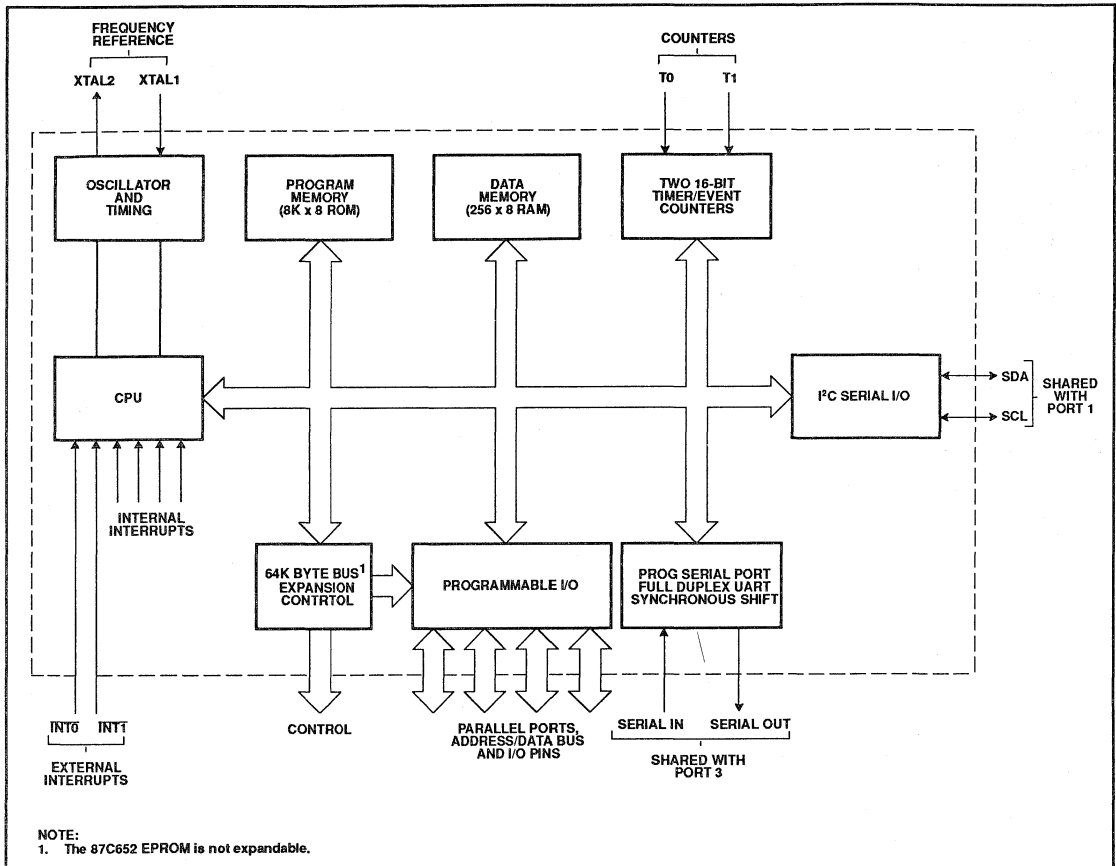 FREQUENCY
REFERENCE
XTAL2 XTAL1
COUNTERS
T0 T1
OSCILLATOR
AND
TIMING
PROGRAM
MEMORY
(8K x 8 ROM)
DATA
MEMORY
(256 x 8 RAM)
TWO 16-BIT
TIMER/EVENT
COUNTERS
CPU
I²C SERIAL I/O
SDA
SCL
SHARED
WITH
PORT 1
INTERNAL
INTERRUPTS
64K BYTE BUS¹
EXPANSION
CONTRTOL
PROGRAMMABLE I/O
PROG SERIAL PORT
FULL DUPLEX UART
SYNCHRONOUS SHIFT
INT0 INT1
EXTERNAL
INTERRUPTS
CONTROL
PARALLEL PORTS,
ADDRESS/DATA BUS
AND I/O PINS
SERIAL IN SERIAL OUT
SHARED WITH
PORT 3
NOTE:
1. The 87C652 EPROM is not expandable.